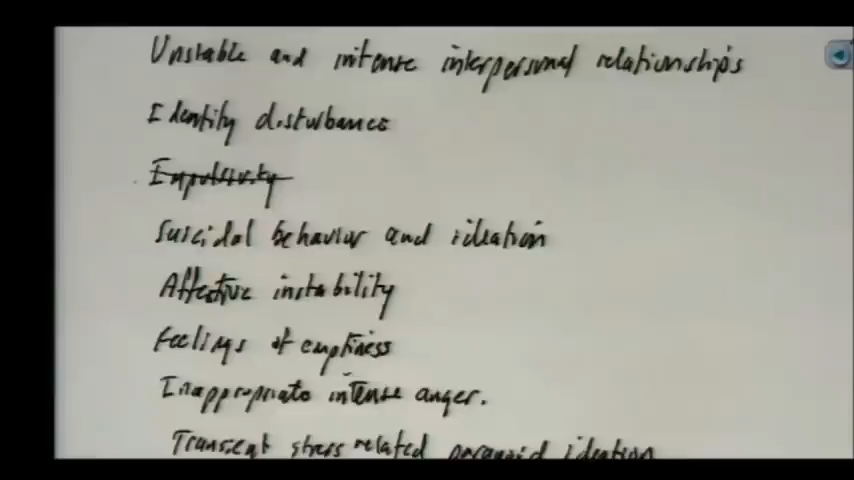 Unstable and intense interpersonal relationships
Identity disturbance
Impulsivity
Suicidal behavior and ideation
Affective instability
Feelings of emptiness
Inappropriate intense anger.
Transient stress related paranoid ideation